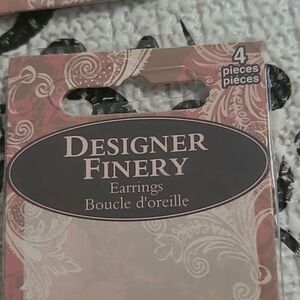 4
pieces
pièces
DESIGNER
FINERY
Earrings
Boucle d'oreille